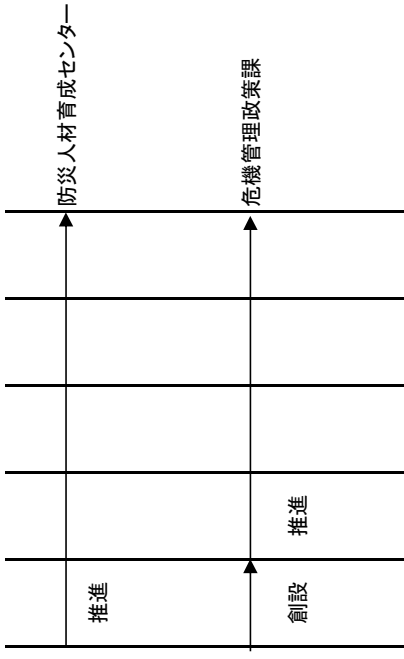 推進
防災人材育成センター
創設
推進
危機管理政策課